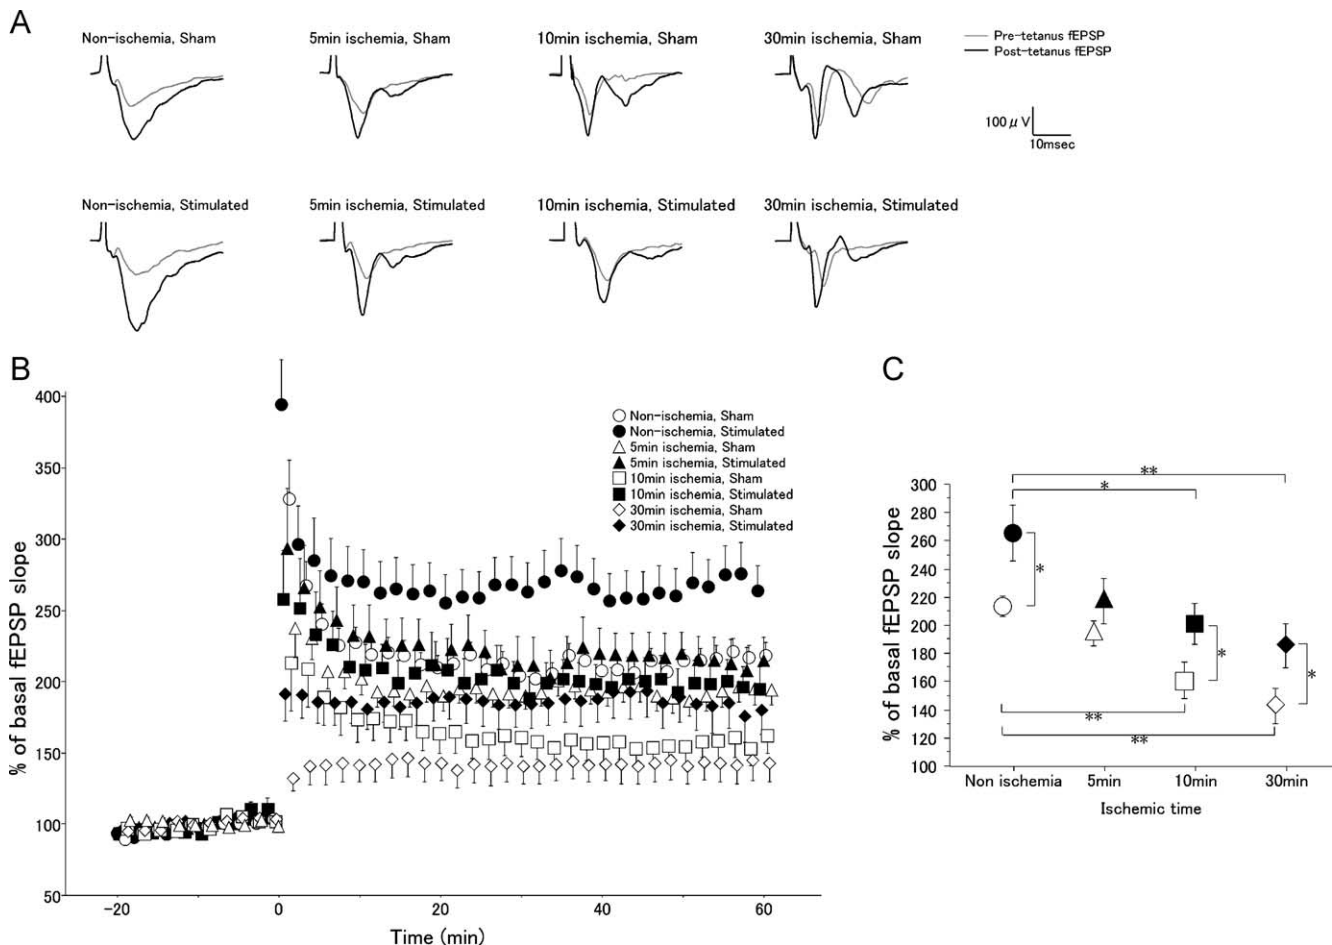 A
Non-ischemia, Sham
5min ischemia, Sham
10min ischemia, Sham
30min ischemia, Sham
Pre-tetanus fEPSP
Post-tetanus fEPSP
100μV
10msec
Non-ischemia, Stimulated
5min ischemia, Stimulated
10min ischemia, Stimulated
30min ischemia, Stimulated
B
% of basal fEPSP slope
400
350
300
250
200
150
100
50
-20
0
20
40
60
Time (min)
Non-ischemia, Sham
Non-ischemia, Stimulated
5min ischemia, Sham
5min ischemia, Stimulated
10min ischemia, Sham
10min ischemia, Stimulated
30min ischemia, Sham
30min ischemia, Stimulated
C
% of basal fEPSP slope
300
280
260
240
220
200
180
160
140
120
100
**
*
*
*
*
**
**
Non ischemia
5min
10min
30min
Ischemic time